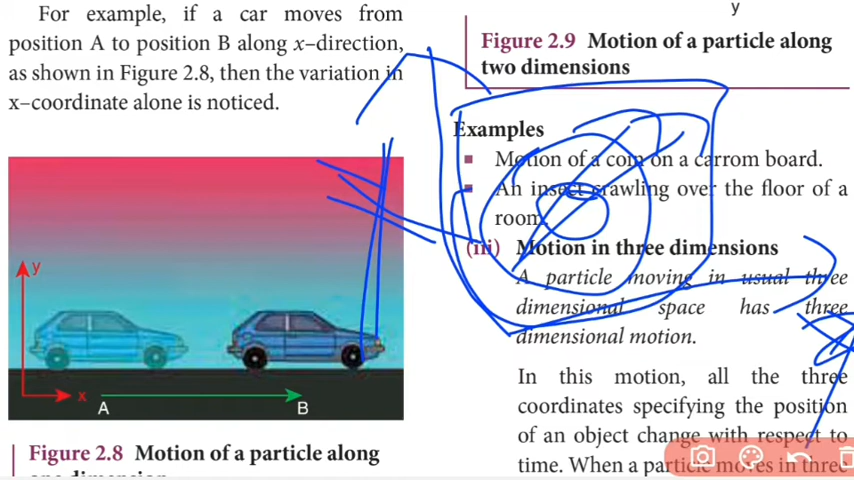 For example, if a car moves from
position A to position B along x–direction,
as shown in Figure 2.8, then the variation in
x–coordinate alone is noticed.
y
x
A
B
Figure 2.8 Motion of a particle along
one dimension
y
Figure 2.9 Motion of a particle along
two dimensions
Examples
Motion of a coin on a carrom board.
An insect crawling over the floor of a
room.
(iii) Motion in three dimensions
A particle moving in usual three
dimensional space has three
dimensional motion.
In this motion, all the three
coordinates specifying the position
of an object change with respect to
time. When a particle moves in three